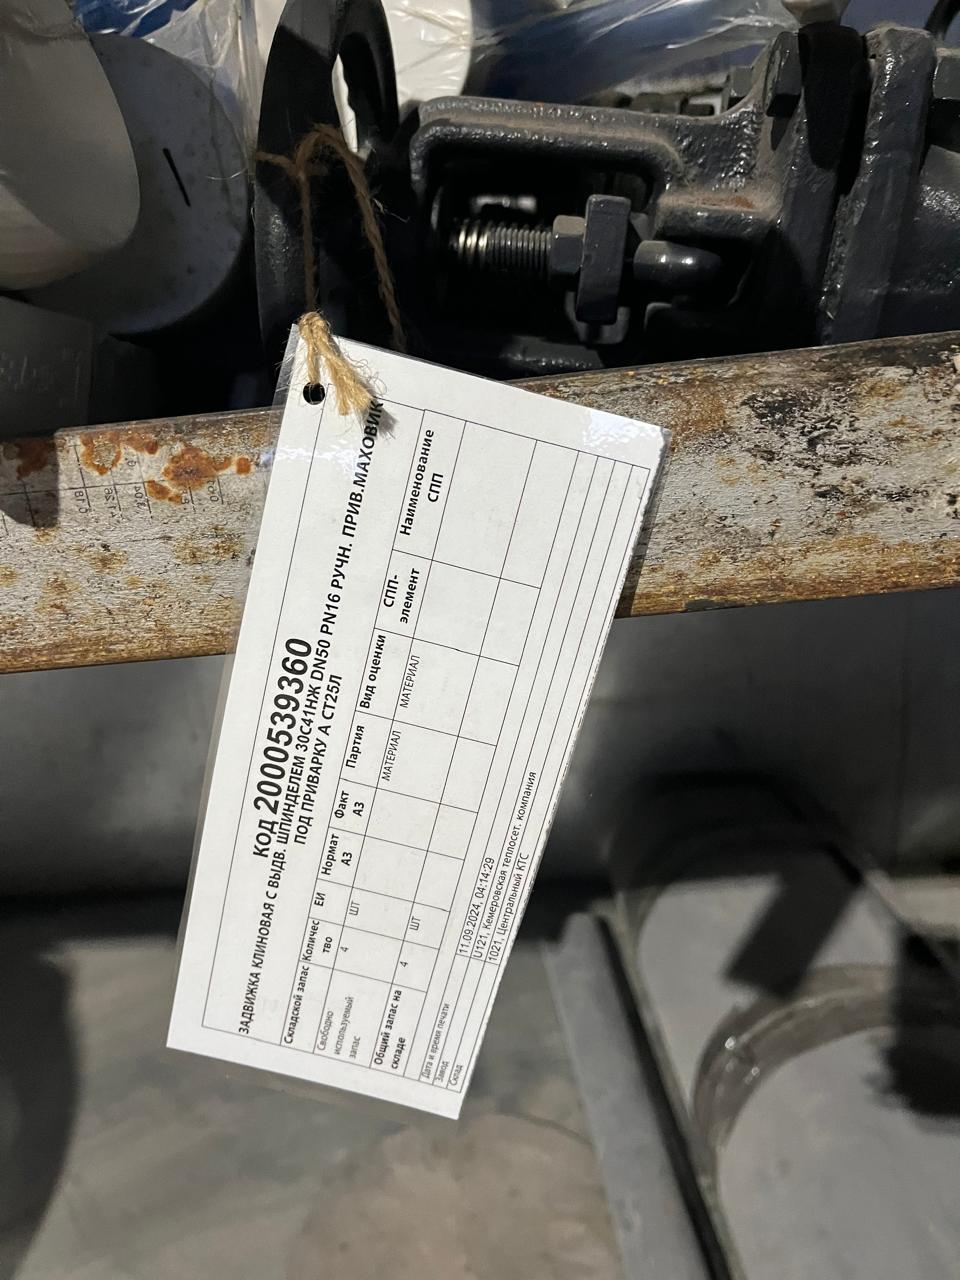 Код 2000539360
ЗАДВИЖКА КЛИНОВАЯ С ВЫДВ. ШПИНДЕЛЕМ 30С41НЖ DN50 PN16 РУЧН. ПРИВ.МАХОВИК
ПОД ПРИВАРКУ А СТ25Л
Складской запас Количес тво ЕИ Нормат АЗ Факт АЗ Партия Вид оценки СПП- элемент Наименование СПП
Свободно используемый запас 4 ШТ МАТЕРИАЛ МАТЕРИАЛ
Общий запас на складе 4 ШТ
Дата и время печати 11.09.2024, 04:14:29
Завод U121, Кемеровская теплосет. компания
Склад 1021, Центральный КТС